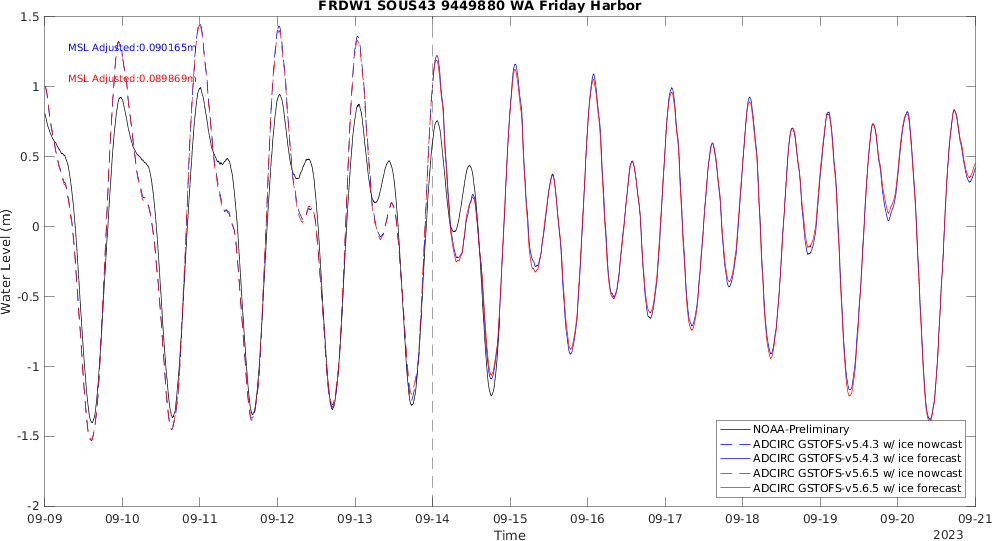 FRDW1 SOUS43 9449880 WA Friday Harbor
1.5
1
0.5
0
-0.5
-1
-1.5
-2
Water Level (m)
MSL Adjusted:0.090165m
MSL Adjusted:0.089869m
NOAA-Preliminary
ADCIRC GSTOFS-v5.4.3 w/ ice nowcast
ADCIRC GSTOFS-v5.4.3 w/ ice forecast
ADCIRC GSTOFS-v5.6.5 w/ ice nowcast
ADCIRC GSTOFS-v5.6.5 w/ ice forecast
09-09 09-10 09-11 09-12 09-13 09-14 09-15 09-16 09-17 09-18 09-19 09-20 09-21
Time
2023